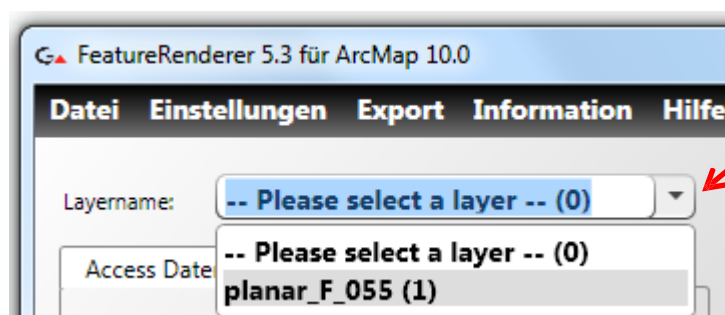 FeatureRenderer 5.3 für ArcMap 10.0
Datei Einstellungen Export Information Hilfe
Layername: -- Please select a layer -- (0)
-- Please select a layer -- (0)
Access Date
planar_F_055 (1)